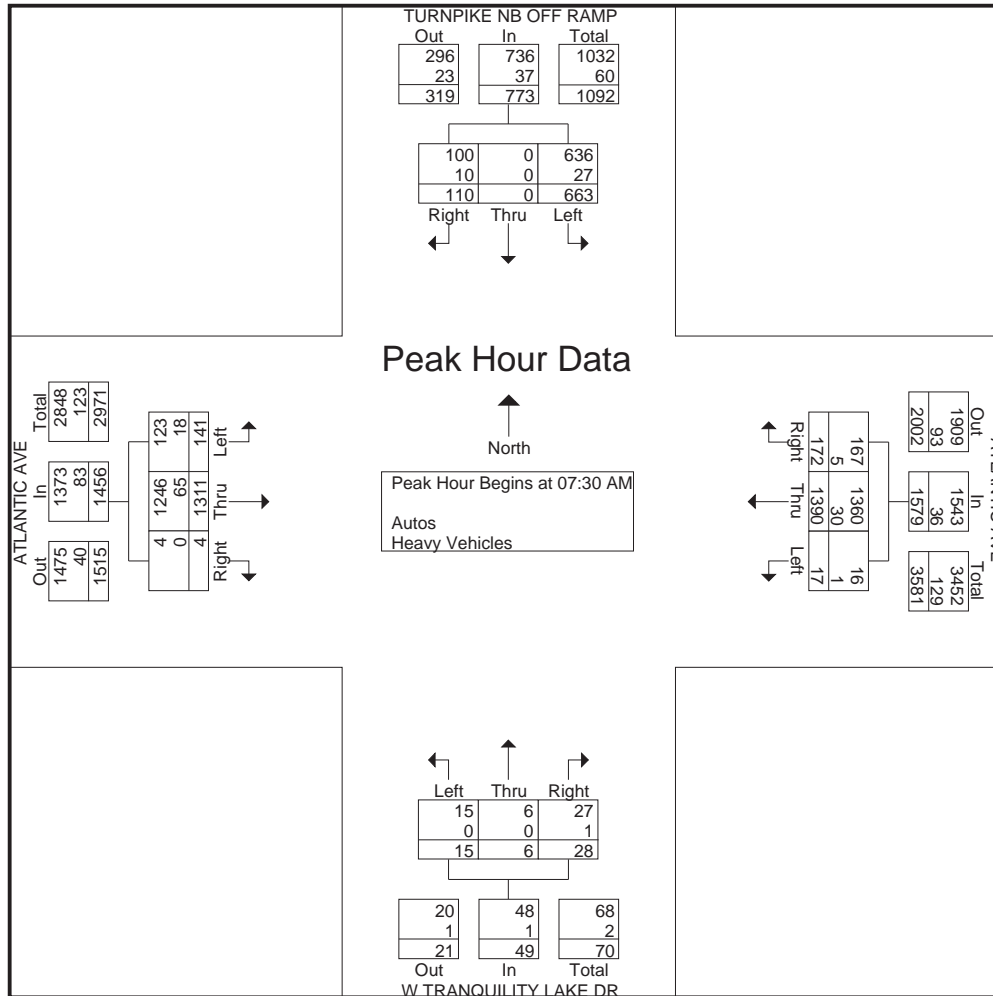 TURNPIKE NB OFF RAMP
Out In Total
296 736 1032
23 37 60
319 773 1092
100 0 636
10 0 27
110 0 663
Right Thru Left
Peak Hour Data
North
Peak Hour Begins at 07:30 AM
Autos
Heavy Vehicles
ATLANTIC AVE
Out In Total
1475 1373 2848
40 83 123
1515 1456 2971
Left Thru Right
123 1246 4
18 65 0
141 1311 4
Out In Total
1909 1543 3452
93 36 129
2002 1579 3581
167 1360 16
5 30 1
172 1390 17
Right Thru Left
Left Thru Right
15 6 27
0 0 1
15 6 28
20 48 68
1 1 2
21 49 70
Out In Total
W TRANQUILITY LAKE DR